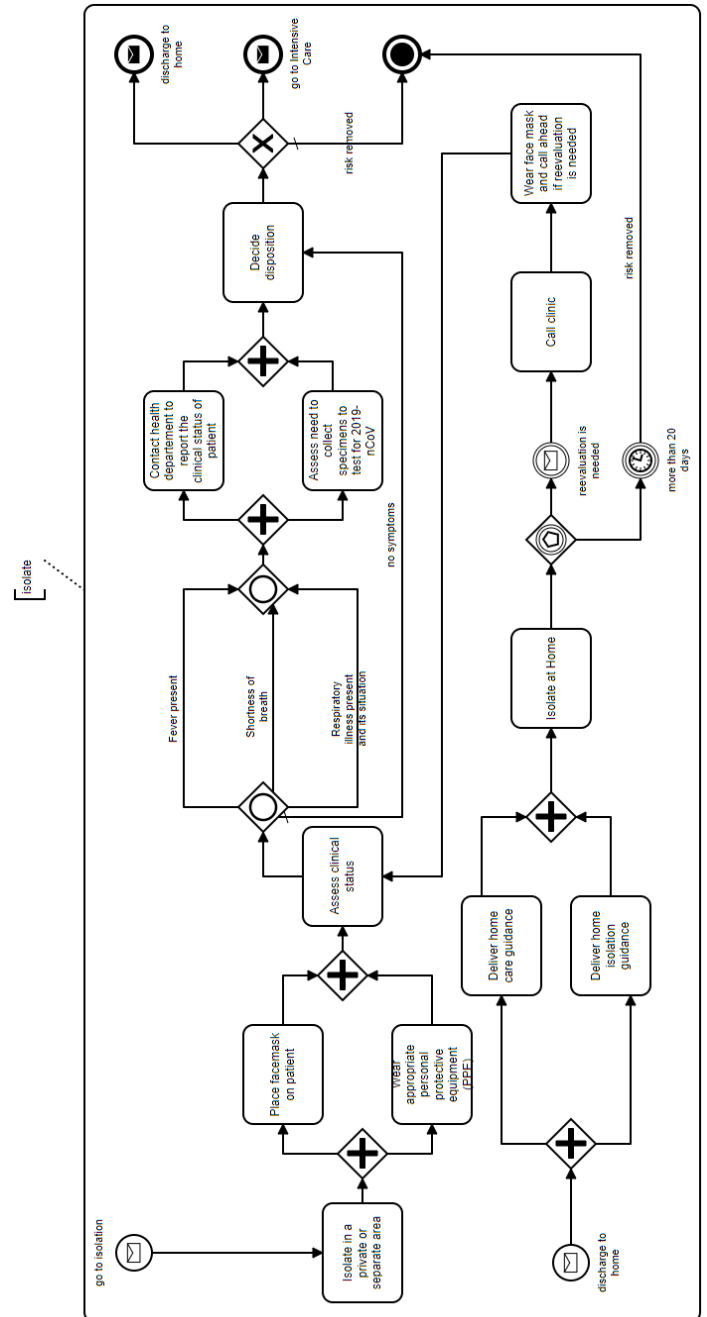 isolate
go to isolation
Isolate in a
private or
separate area
Place facemask
on patient
Wear
appropriate
personal
protective
equipment
(PPF)
Assess clinical
status
Fever present
Shortness of
breath
Respiratory
illness present
and its situation
no symptoms
Contact health
departement to
report the
clinical status of
patient
Assess need to
collect
specimens to
test for 2019-
nCoV
Decide
disposition
discharge to
home
go to Intensive
Care
risk removed
discharge to
home
Deliver home
care guidance
Deliver home
isolation
guidance
Isolate at Home
reevaluation is
needed
more than 20
days
Call clinic
Wear face mask
and call ahead
if reevaluation
is needed
risk removed